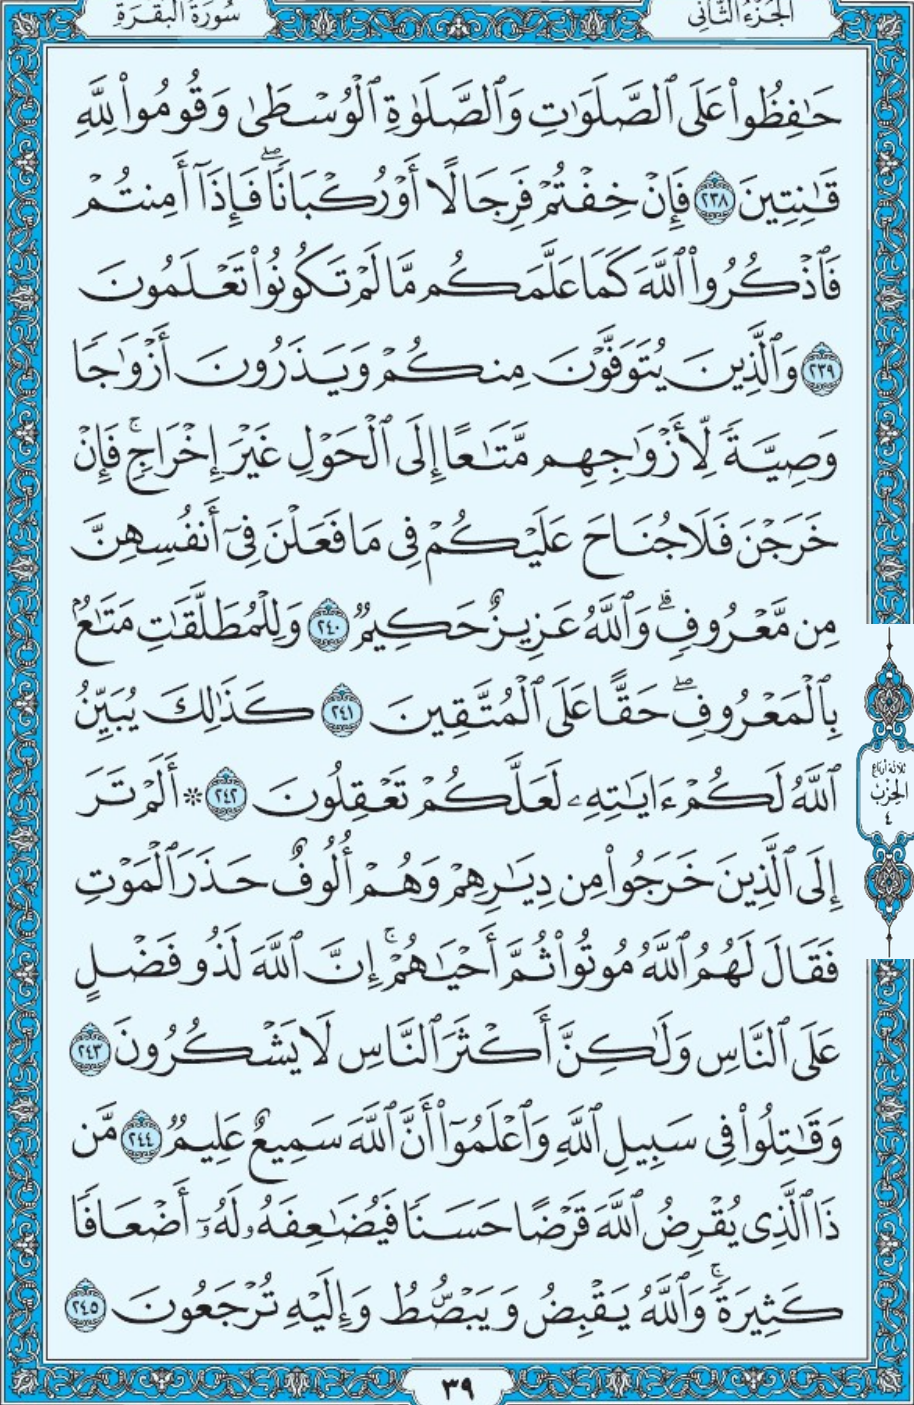 الجزء الثاني
سورة البقرة
حَٰفِظُوا۟ عَلَى ٱلصَّلَوَٰتِ وَٱلصَّلَوٰةِ ٱلْوُسْطَىٰ وَقُومُوا۟ لِلَّهِ
قَٰنِتِينَ ٢٣٨ فَإِنْ خِفْتُمْ فَرِجَالًا أَوْ رُكْبَانًاۖ فَإِذَآ أَمِنتُمْ
فَٱذْكُرُوا۟ ٱللَّهَ كَمَا عَلَّمَكُم مَّا لَمْ تَكُونُوا۟ تَعْلَمُونَ
٢٣٩ وَٱلَّذِينَ يُتَوَفَّوْنَ مِنكُمْ وَيَذَرُونَ أَزْوَٰجًا
وَصِيَّةً لِّأَزْوَٰجِهِم مَّتَٰعًا إِلَى ٱلْحَوْلِ غَيْرَ إِخْرَاجٍۚ فَإِنْ
خَرَجْنَ فَلَا جُنَاحَ عَلَيْكُمْ فِى مَا فَعَلْنَ فِىٓ أَنفُسِهِنَّ
مِن مَّعْرُوفٍۗ وَٱللَّهُ عَزِيزٌ حَكِيمٌ ٢٤٠ وَلِلْمُطَلَّقَٰتِ مَتَٰعٌۢ
بِٱلْمَعْرُوفِۖ حَقًّا عَلَى ٱلْمُتَّقِينَ ٢٤١ كَذَٰلِكَ يُبَيِّنُ
ٱللَّهُ لَكُمْ ءَايَٰتِهِۦ لَعَلَّكُمْ تَعْقِلُونَ ٢٤٢ * أَلَمْ تَرَ
إِلَى ٱلَّذِينَ خَرَجُوا۟ مِن دِيَٰرِهِمْ وَهُمْ أُلُوفٌ حَذَرَ ٱلْمَوْتِ
فَقَالَ لَهُمُ ٱللَّهُ مُوتُوا۟ ثُمَّ أَحْيَٰهُمْۚ إِنَّ ٱللَّهَ لَذُو فَضْلٍ
عَلَى ٱلنَّاسِ وَلَٰكِنَّ أَكْثَرَ ٱلنَّاسِ لَا يَشْكُرُونَ ٢٤٣
وَقَٰتِلُوا۟ فِى سَبِيلِ ٱللَّهِ وَٱعْلَمُوٓا۟ أَنَّ ٱللَّهَ سَمِيعٌ عَلِيمٌ ٢٤٤ مَّن
ذَا ٱلَّذِى يُقْرِضُ ٱللَّهَ قَرْضًا حَسَنًا فَيُضَٰعِفَهُۥ لَهُۥٓ أَضْعَافًا
كَثِيرَةًۚ وَٱللَّهُ يَقْبِضُ وَيَبْصُۜطُ وَإِلَيْهِ تُرْجَعُونَ ٢٤٥
ثلاثة أرباع
الحزب
٤
٣٩